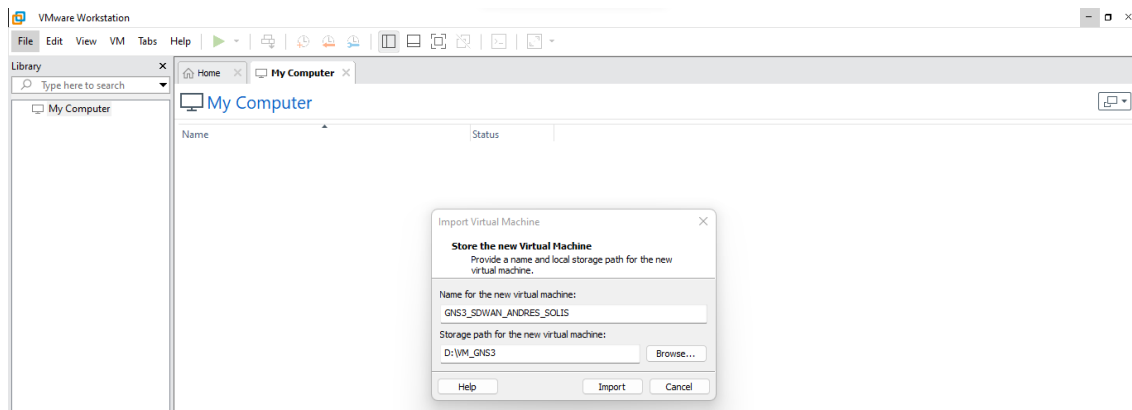 VMware Workstation
File Edit View VM Tabs Help
Library
Type here to search
My Computer
Home
My Computer
My Computer
Name Status
Import Virtual Machine
Store the new Virtual Machine
Provide a name and local storage path for the new
virtual machine.
Name for the new virtual machine:
GNS3_SDWAN_ANDRES_SOLIS
Storage path for the new virtual machine:
D:\VM_GNS3
Browse...
Help Import Cancel